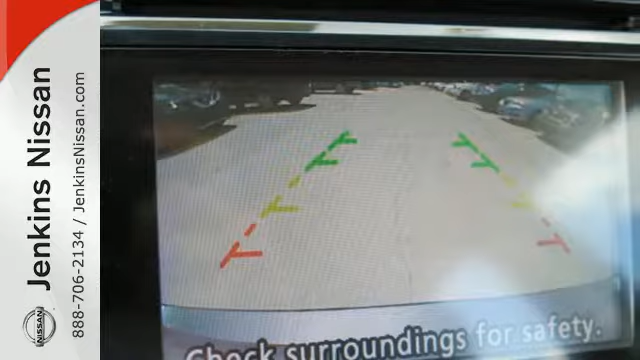 Jenkins Nissan
888-706-2134 / JenkinsNissan.com
NISSAN
Check surroundings for safety.